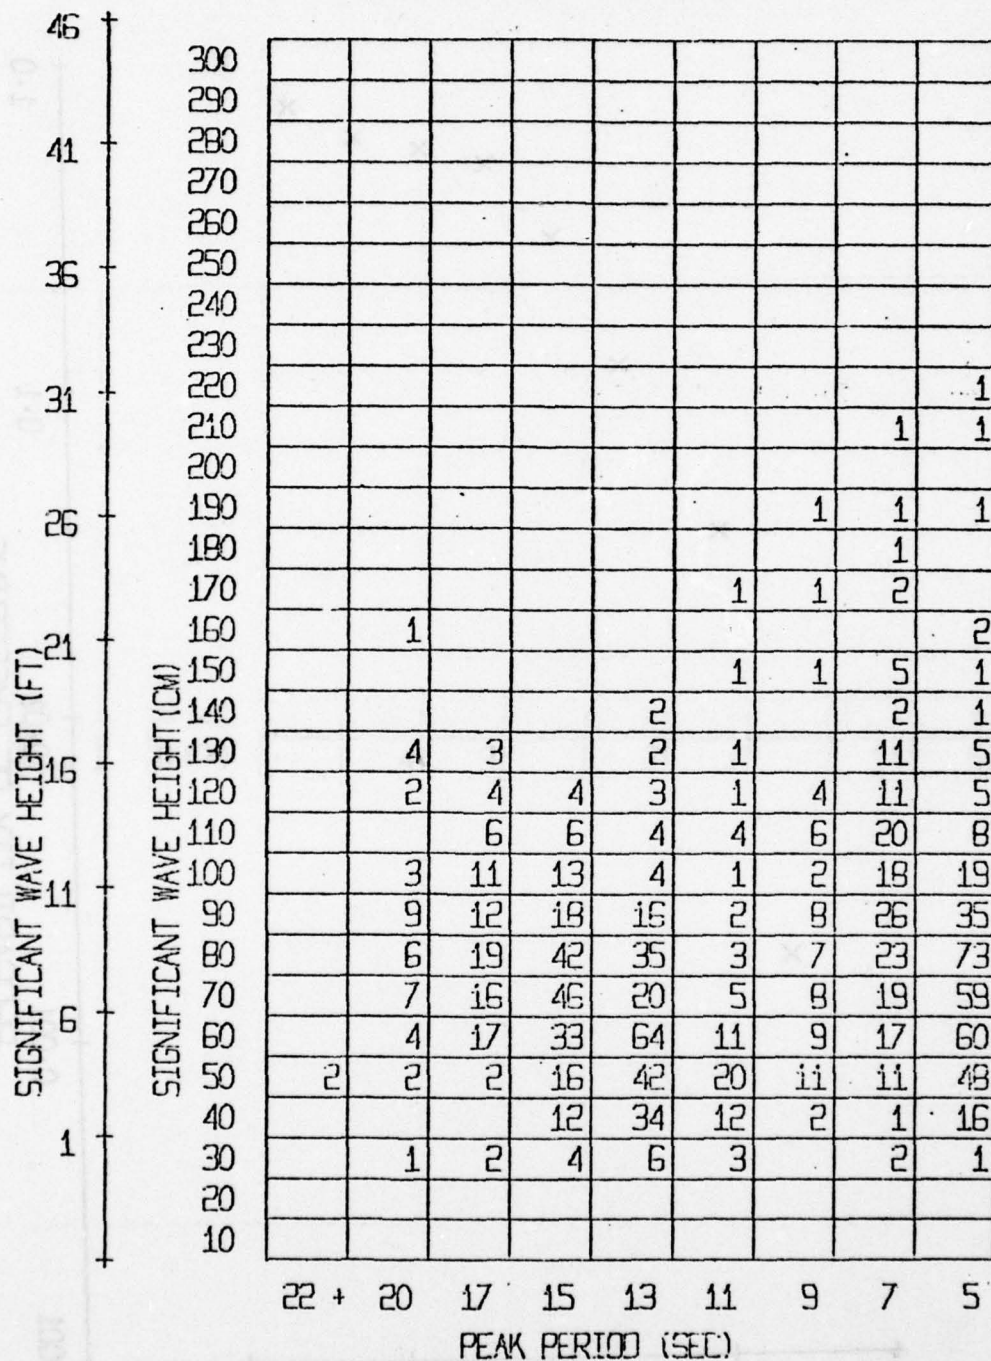 46
41
36
31
26
21
16
11
6
1
SIGNIFICANT WAVE HEIGHT (FT)
SIGNIFICANT WAVE HEIGHT (CM)
300
290
280
270
260
250
240
230
220 1
210 1 1
200
190 1 1 1
180 1
170 1 1 2
160 1 2
150 1 1 5 1
140 2 2 1
130 4 3 2 1 11 5
120 2 4 4 3 1 4 11 5
110 6 6 4 4 6 20 8
100 3 11 13 4 1 2 18 19
90 9 12 18 16 2 8 26 35
80 6 19 42 35 3 7 23 73
70 7 16 46 20 5 8 19 59
60 4 17 33 64 11 9 17 60
50 2 2 2 16 42 20 11 11 48
40 12 34 12 2 1 16
30 1 2 4 6 3 2 1
20
10
22 + 20 17 15 13 11 9 7 5
PEAK PERIOD (SEC)